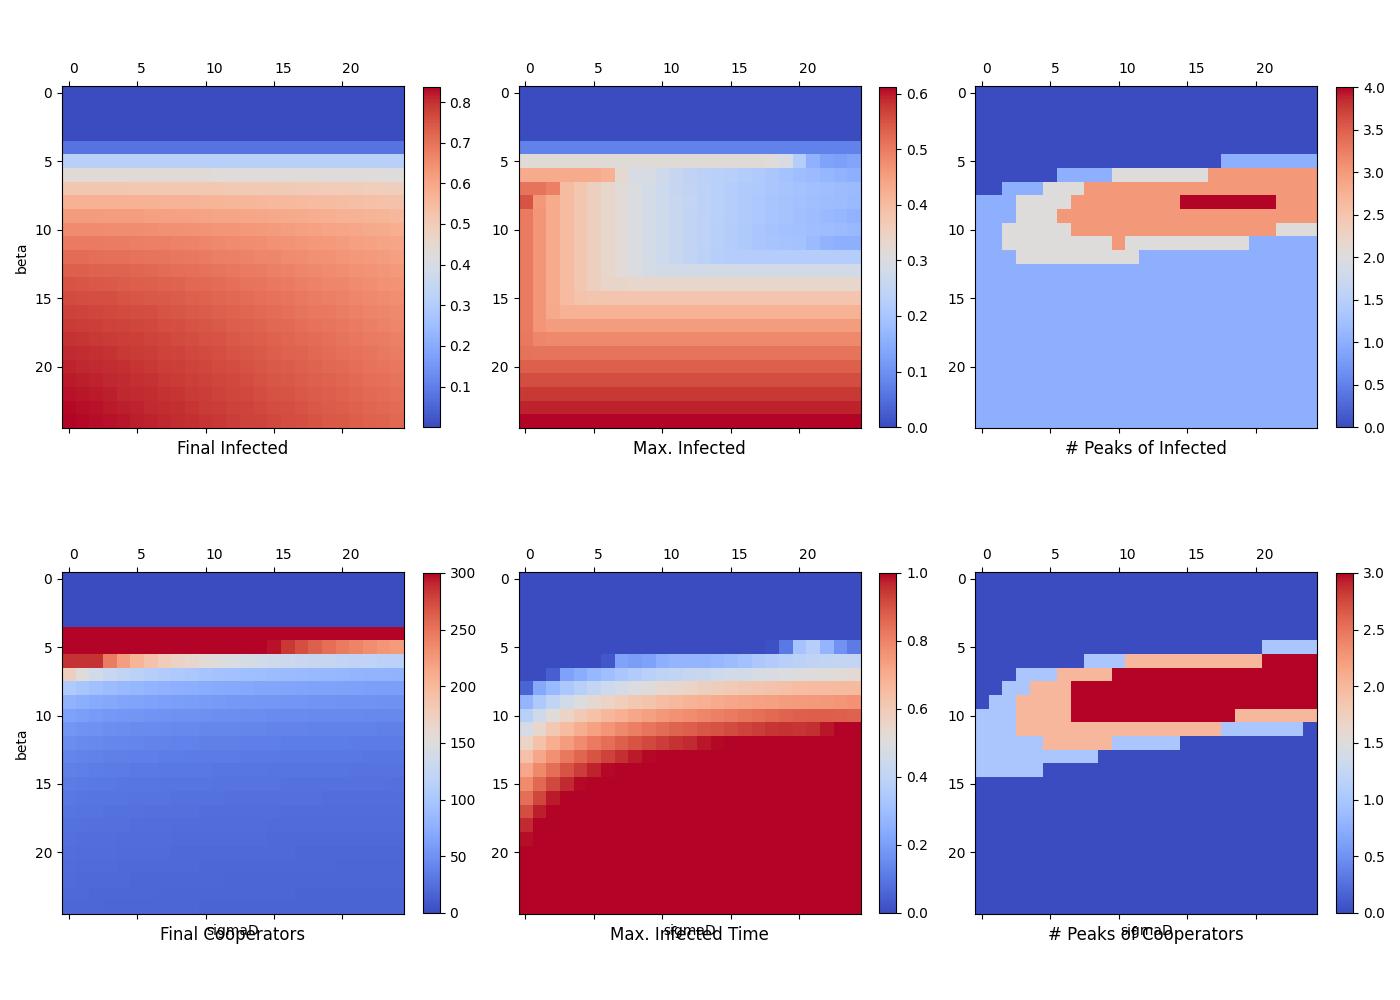 0 5 10 15 20 0 5 10 15 20 0 5 10 15 20
0 5 10 15 20
beta
0.8 0.7 0.6 0.5 0.4 0.3 0.2 0.1
Final Infected
0 5 10 15 20
0.6 0.5 0.4 0.3 0.2 0.1 0.0
Max. Infected
0 5 10 15 20
4.0 3.5 3.0 2.5 2.0 1.5 1.0 0.5 0.0
# Peaks of Infected
0 5 10 15 20 0 5 10 15 20 0 5 10 15 20
0 5 10 15 20
beta
300 250 200 150 100 50 0
sigmaD
Final Cooperators
0 5 10 15 20
1.0 0.8 0.6 0.4 0.2 0.0
sigmaD
Max. Infected Time
0 5 10 15 20
3.0 2.5 2.0 1.5 1.0 0.5 0.0
sigmaD
# Peaks of Cooperators